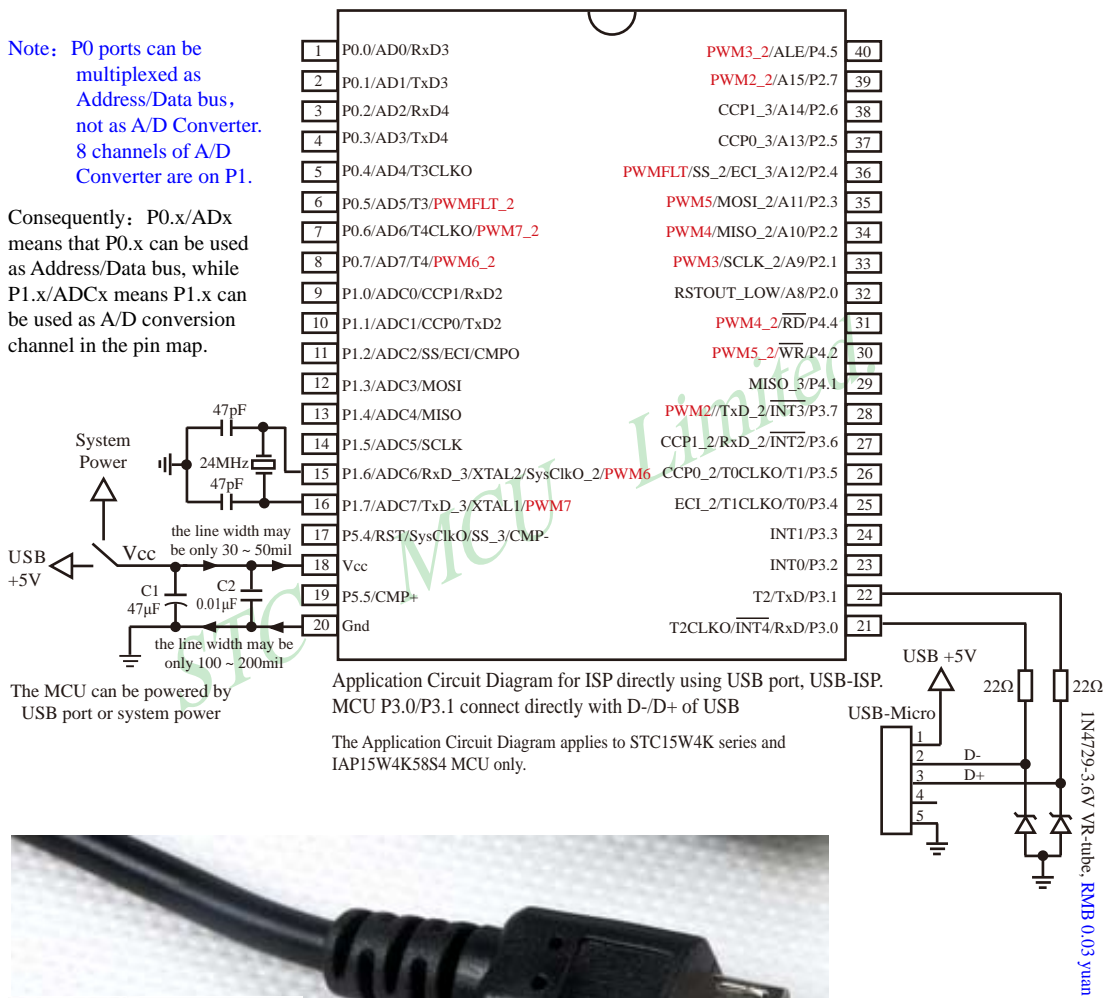 Note：P0 ports can be
multiplexed as
Address/Data bus，
not as A/D Converter.
8 channels of A/D
Converter are on P1.
Consequently：P0.x/ADx
means that P0.x can be used
as Address/Data bus, while
P1.x/ADCx means P1.x can
be used as A/D conversion
channel in the pin map.
1 P0.0/AD0/RxD3
2 P0.1/AD1/TxD3
3 P0.2/AD2/RxD4
4 P0.3/AD3/TxD4
5 P0.4/AD4/T3CLKO
6 P0.5/AD5/T3/PWMFLT_2
7 P0.6/AD6/T4CLKO/PWM7_2
8 P0.7/AD7/T4/PWM6_2
9 P1.0/ADC0/CCP1/RxD2
10 P1.1/ADC1/CCP0/TxD2
11 P1.2/ADC2/SS/ECI/CMPO
12 P1.3/ADC3/MOSI
13 P1.4/ADC4/MISO
14 P1.5/ADC5/SCLK
15 P1.6/ADC6/RxD_3/XTAL2/SysClkO_2/PWM6
16 P1.7/ADC7/TxD_3/XTAL1/PWM7
17 P5.4/RST/SysClkO/SS_3/CMP-
18 Vcc
19 P5.5/CMP+
20 Gnd
PWM3_2/ALE/P4.5 40
PWM2_2/A15/P2.7 39
CCP1_3/A14/P2.6 38
CCP0_3/A13/P2.5 37
PWMFLT/SS_2/ECI_3/A12/P2.4 36
PWM5/MOSI_2/A11/P2.3 35
PWM4/MISO_2/A10/P2.2 34
PWM3/SCLK_2/A9/P2.1 33
RSTOUT_LOW/A8/P2.0 32
PWM4_2/RD/P4.4 31
PWM5_2/WR/P4.2 30
MISO_3/P4.1 29
PWM2//TxD_2/INT3/P3.7 28
CCP1_2/RxD_2/INT2/P3.6 27
CCP0_2/T0CLKO/T1/P3.5 26
ECI_2/T1CLKO/T0/P3.4 25
INT1/P3.3 24
INT0/P3.2 23
T2/TxD/P3.1 22
T2CLKO/INT4/RxD/P3.0 21
STC MCU Limited.
47pF
24MHz
47pF
System
Power
USB
+5V
Vcc
the line width may
be only 30 ~ 50mil
C1
47μF
C2
0.01μF
the line width may be
only 100 ~ 200mil
The MCU can be powered by
USB port or system power
Application Circuit Diagram for ISP directly using USB port, USB-ISP.
MCU P3.0/P3.1 connect directly with D-/D+ of USB
The Application Circuit Diagram applies to STC15W4K series and
IAP15W4K58S4 MCU only.
USB +5V
USB-Micro
1
2 D-
3 D+
4
5
22Ω
22Ω
1N4729-3.6V VR-tube, RMB 0.03 yuan